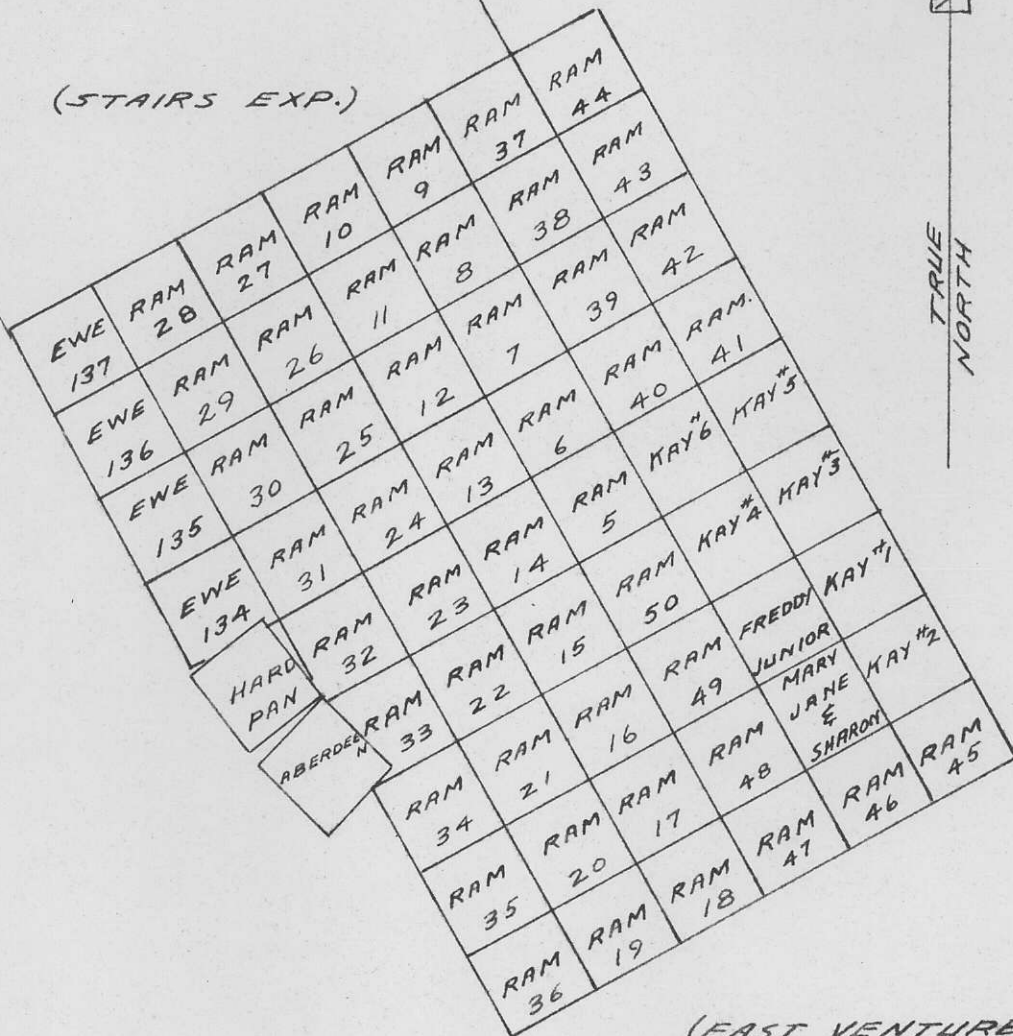 (STAIRS EXP.)
TRUE
NORTH
EWE
137
RAM
28
RAM
27
RAM
10
RAM
9
RAM
37
RAM
44
EWE
136
RAM
29
RAM
26
RAM
11
RAM
8
RAM
38
RAM
43
EWE
135
RAM
30
RAM
25
RAM
12
RAM
7
RAM
39
RAM
42
EWE
134
RAM
31
RAM
24
RAM
13
RAM
6
RAM
40
RAM.
41
HARD
PAN
RAM
32
RAM
23
RAM
14
RAM
5
KAY #6
KAY #5
ABERDEEN
RAM
33
RAM
22
RAM
15
RAM
50
KAY #4
KAY #3
RAM
34
RAM
21
RAM
16
RAM
49
FREDDY
JUNIOR
KAY #1
RAM
35
RAM
20
RAM
17
RAM
48
MARY
JANE
&
SHARON
KAY #2
RAM
36
RAM
19
RAM
18
RAM
47
RAM
46
RAM
45
(EAST VENTURE